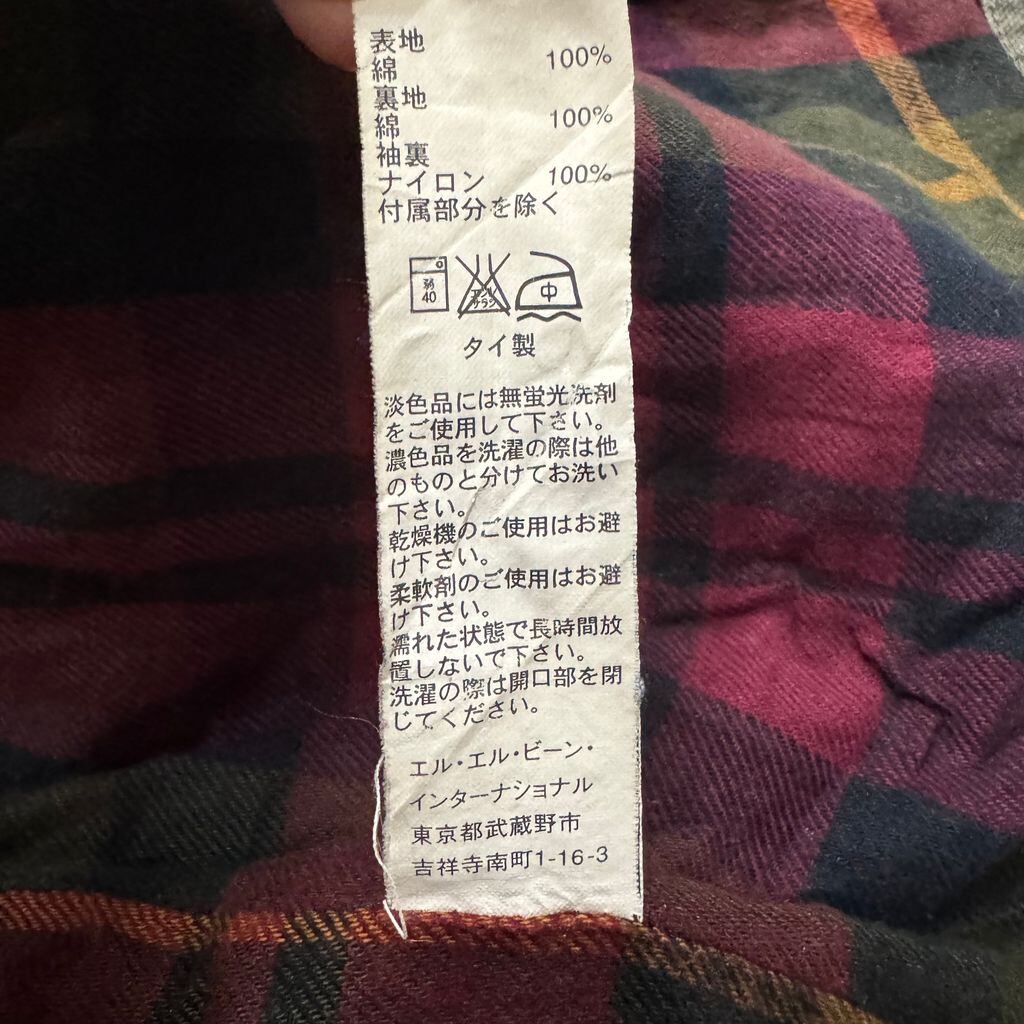 表地
綿 100%
裏地
綿 100%
袖裏
ナイロン 100%
付属部分を除く
弱
40
エンソ
サラシ
中
タイ製
淡色品には無蛍光洗剤
をご使用して下さい。
濃色品を洗濯の際は他
のものと分けてお洗い
下さい。
乾燥機のご使用はお避
け下さい。
柔軟剤のご使用はお避
け下さい。
濡れた状態で長時間放
置しないで下さい。
洗濯の際は開口部を閉
じてください。
エル・エル・ビーン・
インターナショナル
東京都武蔵野市
吉祥寺南町1-16-3